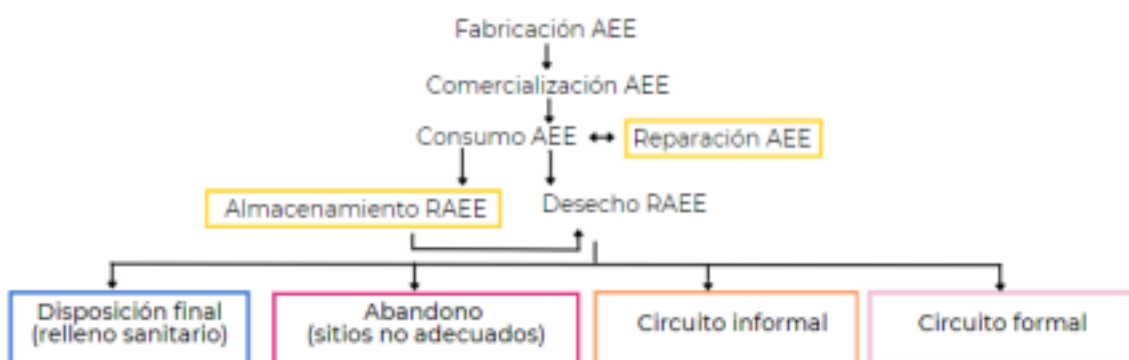 Fabricación AEE
Comercialización AEE
Consumo AEE
Reparación AEE
Almacenamiento RAEE
Desecho RAEE
Disposición final
(relleno sanitario)
Abandono
(sitios no adecuados)
Circuito informal
Circuito formal